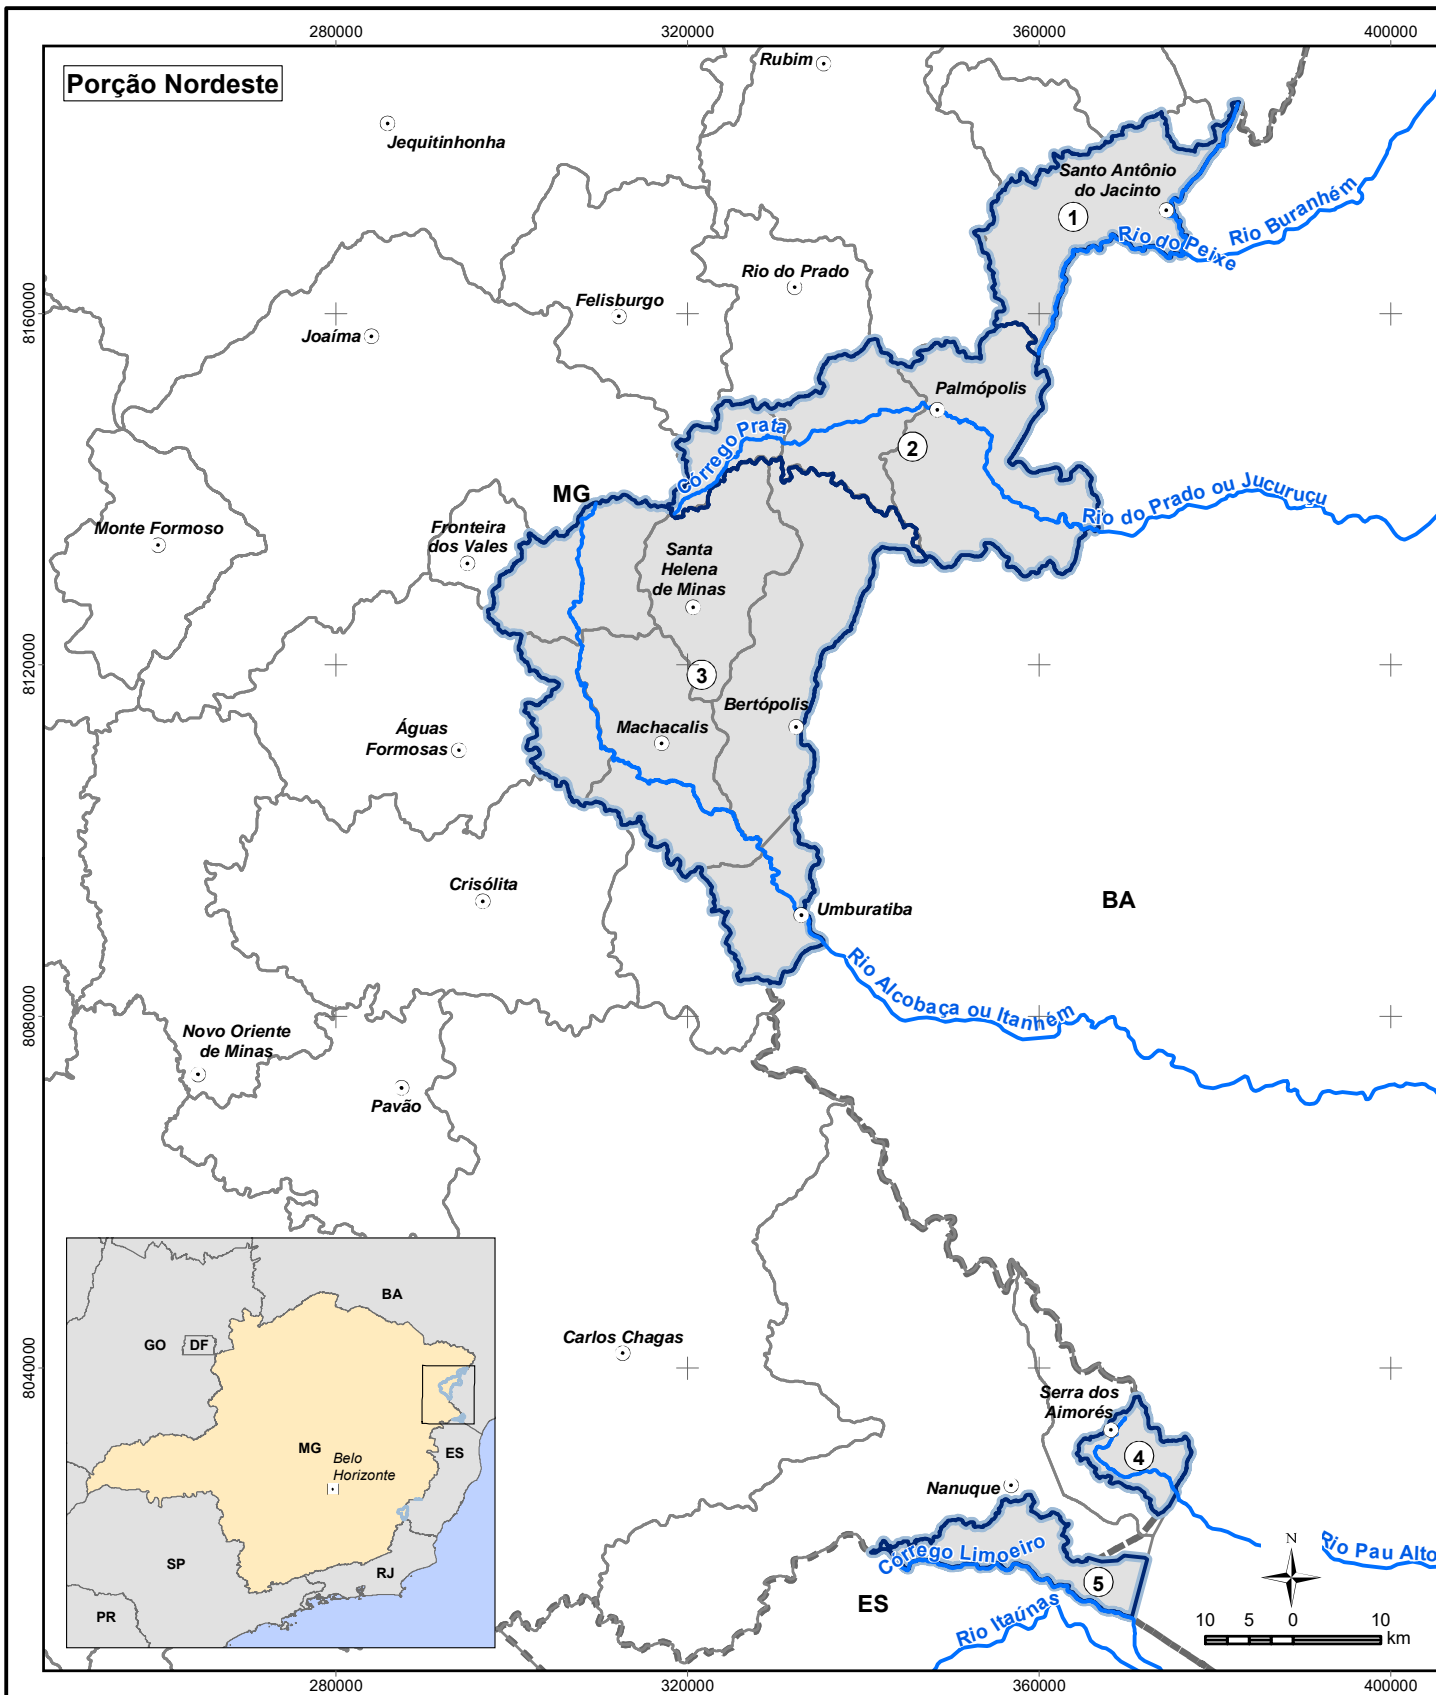 280000
320000
360000
400000
Porção Nordeste
Rubim
Jequitinhonha
Santo Antônio
do Jacinto
1
Rio Buranhém
Rio do Peixe
Rio do Prado
Felisburgo
8160000
Joaíma
Palmópolis
Córrego Prata
2
MG
Rio do Prado ou Jucuruçu
Monte Formoso
Fronteira
dos Vales
Santa
Helena
de Minas
8120000
3
Bertópolis
Machacalis
Águas
Formosas
Crisólita
BA
Umburatiba
Rio Alcobaça ou Itanhém
8080000
Novo Oriente
de Minas
Pavão
BA
GO
DF
MG
Belo
Horizonte
ES
SP
RJ
PR
8040000
Carlos Chagas
Serra dos
Aimorés
4
Nanuque
Córrego Limoeiro
Rio Pau Alto
5
ES
Rio Itaúnas
N
10
5
0
10
km
280000
320000
360000
400000